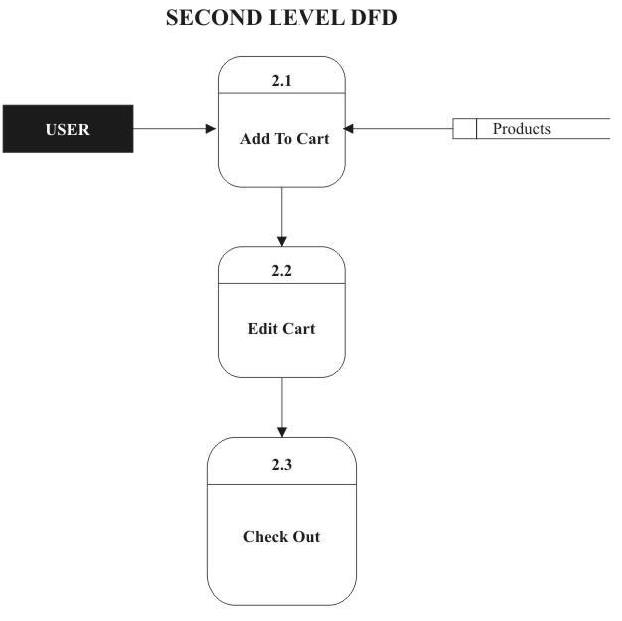 SECOND LEVEL DFD
2.1
USER
Add To Cart
Products
2.2
Edit Cart
2.3
Check Out